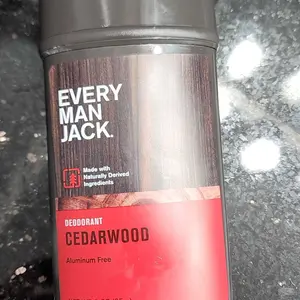 EVERY
MAN
JACK.
Made with
Naturally Derived
Ingredients
DEODORANT
CEDARWOOD
Aluminum Free